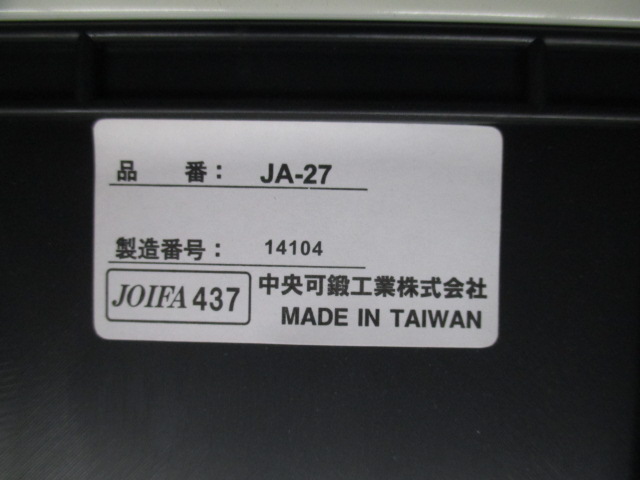 品　　番： JA-27
製造番号： 14104
JOIFA 437
中央可鍛工業株式会社
MADE IN TAIWAN